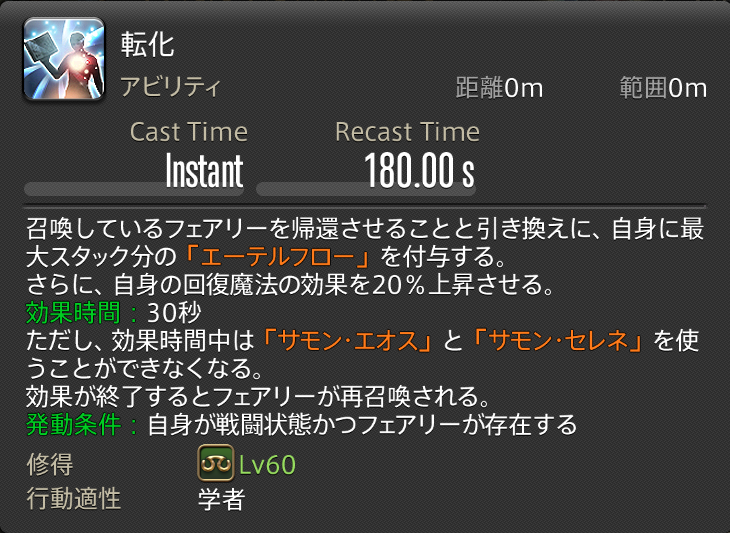 転化
アビリティ 距離0m 範囲0m
Cast Time Recast Time
Instant 180.00 s
召喚しているフェアリーを帰還させることと引き換えに、自身に最
大スタック分の「エーテルフロー」を付与する。
さらに、自身の回復魔法の効果を20％上昇させる。
効果時間：30秒
ただし、効果時間中は「サモン・エオス」と「サモン・セレネ」を使
うことができなくなる。
効果が終了するとフェアリーが再召喚される。
発動条件：自身が戦闘状態かつフェアリーが存在する
修得 Lv60
行動適性 学者